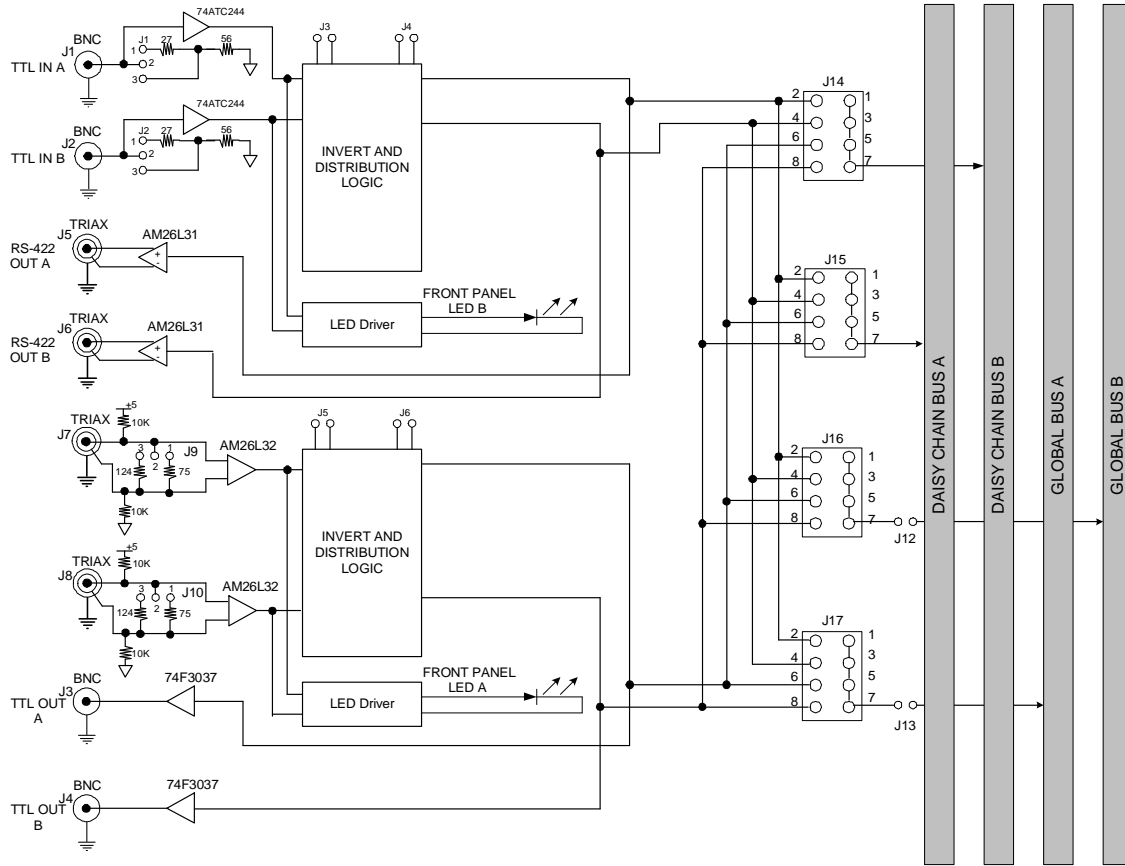 74ATC244
BNC
J1
TTL IN A
J1
27
56
1
2
3
74ATC244
BNC
J2
TTL IN B
J2
27
56
1
2
3
J3
J4
INVERT AND
DISTRIBUTION
LOGIC
TRIAX
J5
RS-422
OUT A
AM26L31
+
-
TRIAX
J6
RS-422
OUT B
AM26L31
+
-
LED Driver
FRONT PANEL
LED B
TRIAX
J7
+5
10K
J9
3
2
1
124
75
10K
AM26L32
J5
J6
INVERT AND
DISTRIBUTION
LOGIC
TRIAX
J8
+5
10K
J10
3
2
1
124
75
10K
AM26L32
LED Driver
FRONT PANEL
LED A
BNC
J3
TTL OUT
A
74F3037
BNC
J4
TTL OUT
B
74F3037
J14
2
1
4
3
6
5
8
7
J15
2
1
4
3
6
5
8
7
J16
2
1
4
3
6
5
8
7
J12
J17
2
1
4
3
6
5
8
7
J13
DAISY CHAIN BUS A
DAISY CHAIN BUS B
GLOBAL BUS A
GLOBAL BUS B